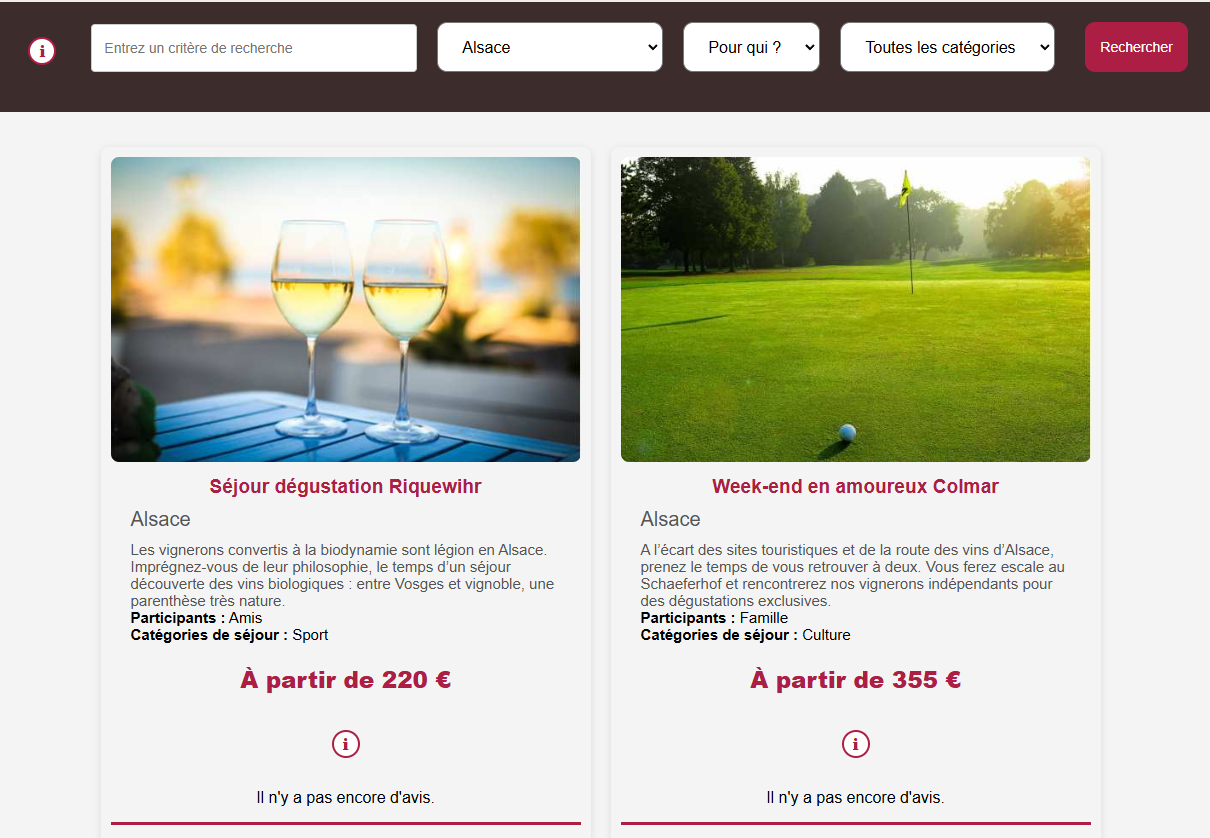 i
Entrez un critère de recherche
Alsace
Pour qui ?
Toutes les catégories
Rechercher
Séjour dégustation Riquewihr
Alsace
Les vignerons convertis à la biodynamie sont légion en Alsace.
Imprégnez-vous de leur philosophie, le temps d’un séjour
découverte des vins biologiques : entre Vosges et vignoble, une
parenthèse très nature.
Participants : Amis
Catégories de séjour : Sport
À partir de 220 €
i
Il n'y a pas encore d'avis.
Week-end en amoureux Colmar
Alsace
A l’écart des sites touristiques et de la route des vins d’Alsace,
prenez le temps de vous retrouver à deux. Vous ferez escale au
Schaeferhof et rencontrerez nos vignerons indépendants pour
des dégustations exclusives.
Participants : Famille
Catégories de séjour : Culture
À partir de 355 €
i
Il n'y a pas encore d'avis.